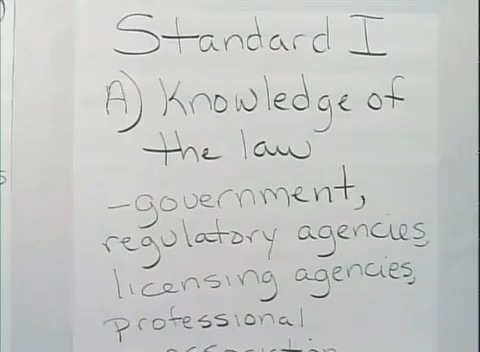 Standard I
A) Knowledge of
the law
- government,
regulatory agencies,
licensing agencies,
professional